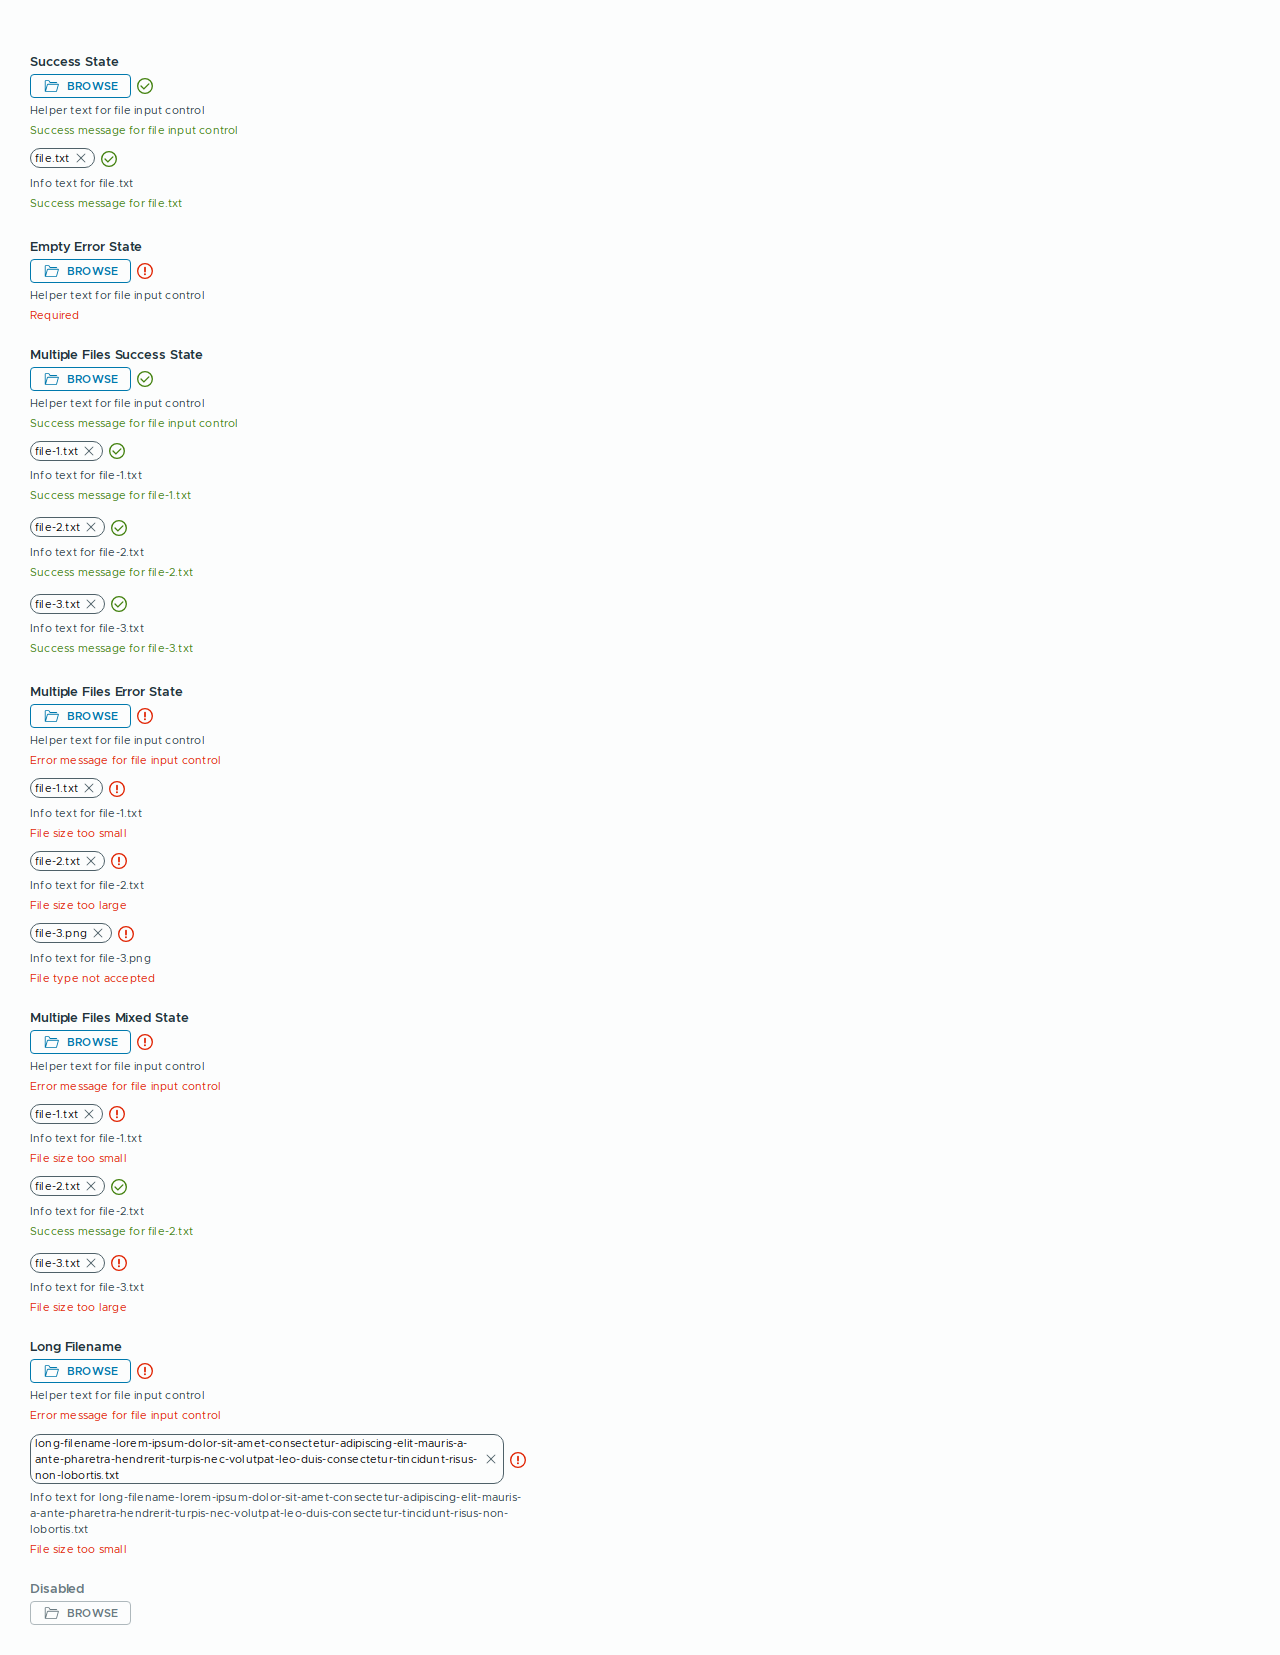 Success State
BROWSE
Helper text for file input control
Success message for file input control
file.txt
Info text for file.txt
Success message for file.txt
Empty Error State
BROWSE
Helper text for file input control
Required
Multiple Files Success State
BROWSE
Helper text for file input control
Success message for file input control
file-1.txt
Info text for file-1.txt
Success message for file-1.txt
file-2.txt
Info text for file-2.txt
Success message for file-2.txt
file-3.txt
Info text for file-3.txt
Success message for file-3.txt
Multiple Files Error State
BROWSE
Helper text for file input control
Error message for file input control
file-1.txt
Info text for file-1.txt
File size too small
file-2.txt
Info text for file-2.txt
File size too large
file-3.png
Info text for file-3.png
File type not accepted
Multiple Files Mixed State
BROWSE
Helper text for file input control
Error message for file input control
file-1.txt
Info text for file-1.txt
File size too small
file-2.txt
Info text for file-2.txt
Success message for file-2.txt
file-3.txt
Info text for file-3.txt
File size too large
Long Filename
BROWSE
Helper text for file input control
Error message for file input control
long-filename-lorem-ipsum-dolor-sit-amet-consectetur-adipiscing-elit-mauris-a-
ante-pharetra-hendrerit-turpis-nec-volutpat-leo-duis-consectetur-tincidunt-risus-
non-lobortis.txt
Info text for long-filename-lorem-ipsum-dolor-sit-amet-consectetur-adipiscing-elit-mauris-
a-ante-pharetra-hendrerit-turpis-nec-volutpat-leo-duis-consectetur-tincidunt-risus-non-
lobortis.txt
File size too small
Disabled
BROWSE